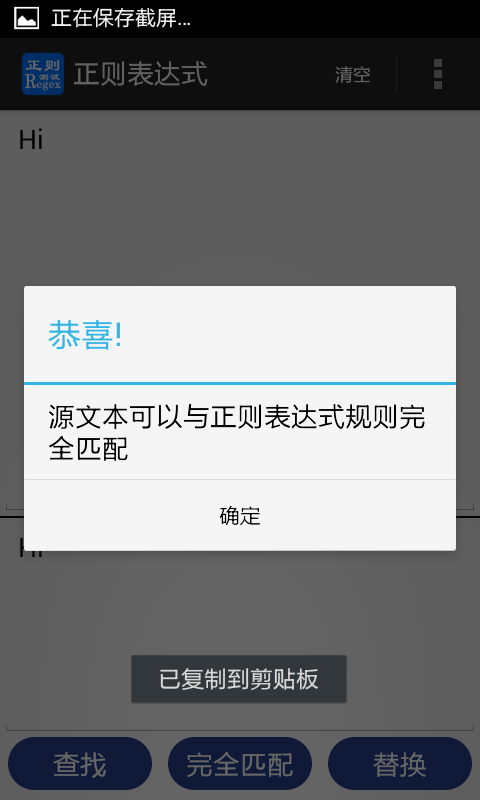 正在保存截屏...
正则
测试
Regex
正则表达式
清空
Hi
恭喜!
源文本可以与正则表达式规则完
全匹配
确定
Hi
已复制到剪贴板
查找
完全匹配
替换